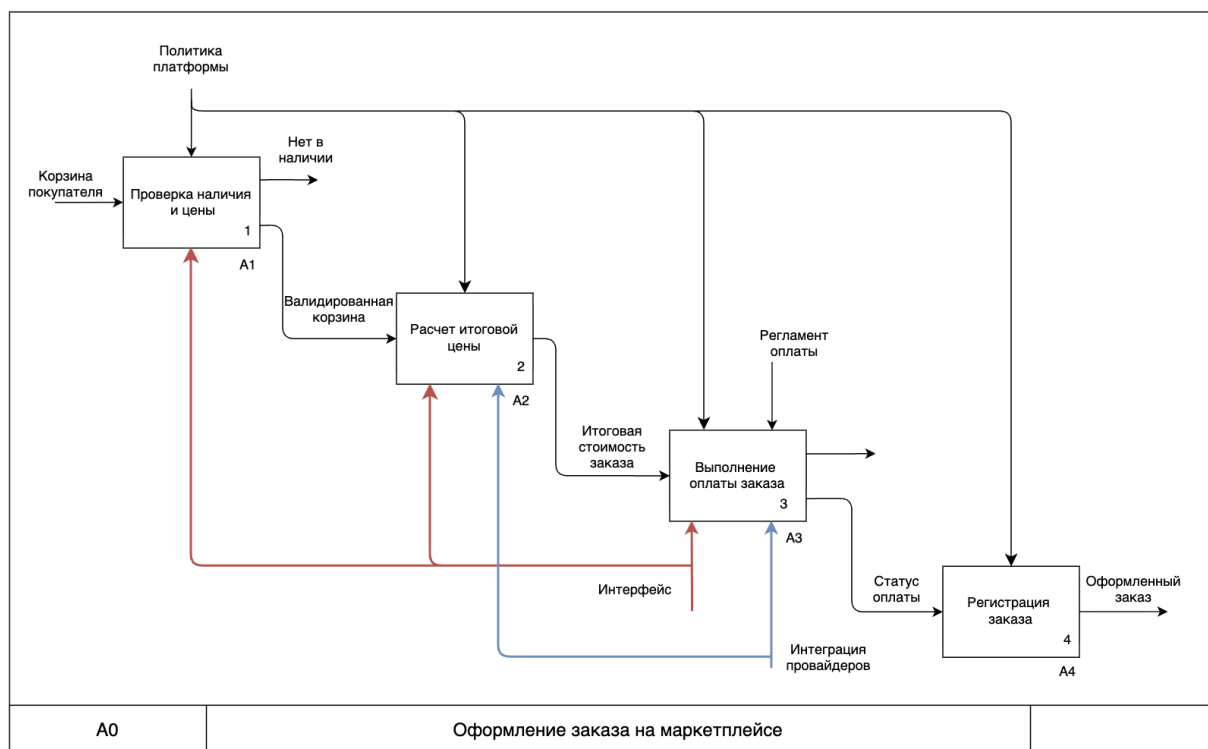 Политика
платформы
Нет в
наличии
Корзина
покупателя
Проверка наличия
и цены
1
A1
Валидированная
корзина
Расчет итоговой
цены
2
A2
Регламент
оплаты
Итоговая
стоимость
заказа
Выполнение
оплаты заказа
3
A3
Интерфейс
Статус
оплаты
Регистрация
заказа
4
A4
Оформленный
заказ
Интеграция
провайдеров
A0
Оформление заказа на маркетплейсе